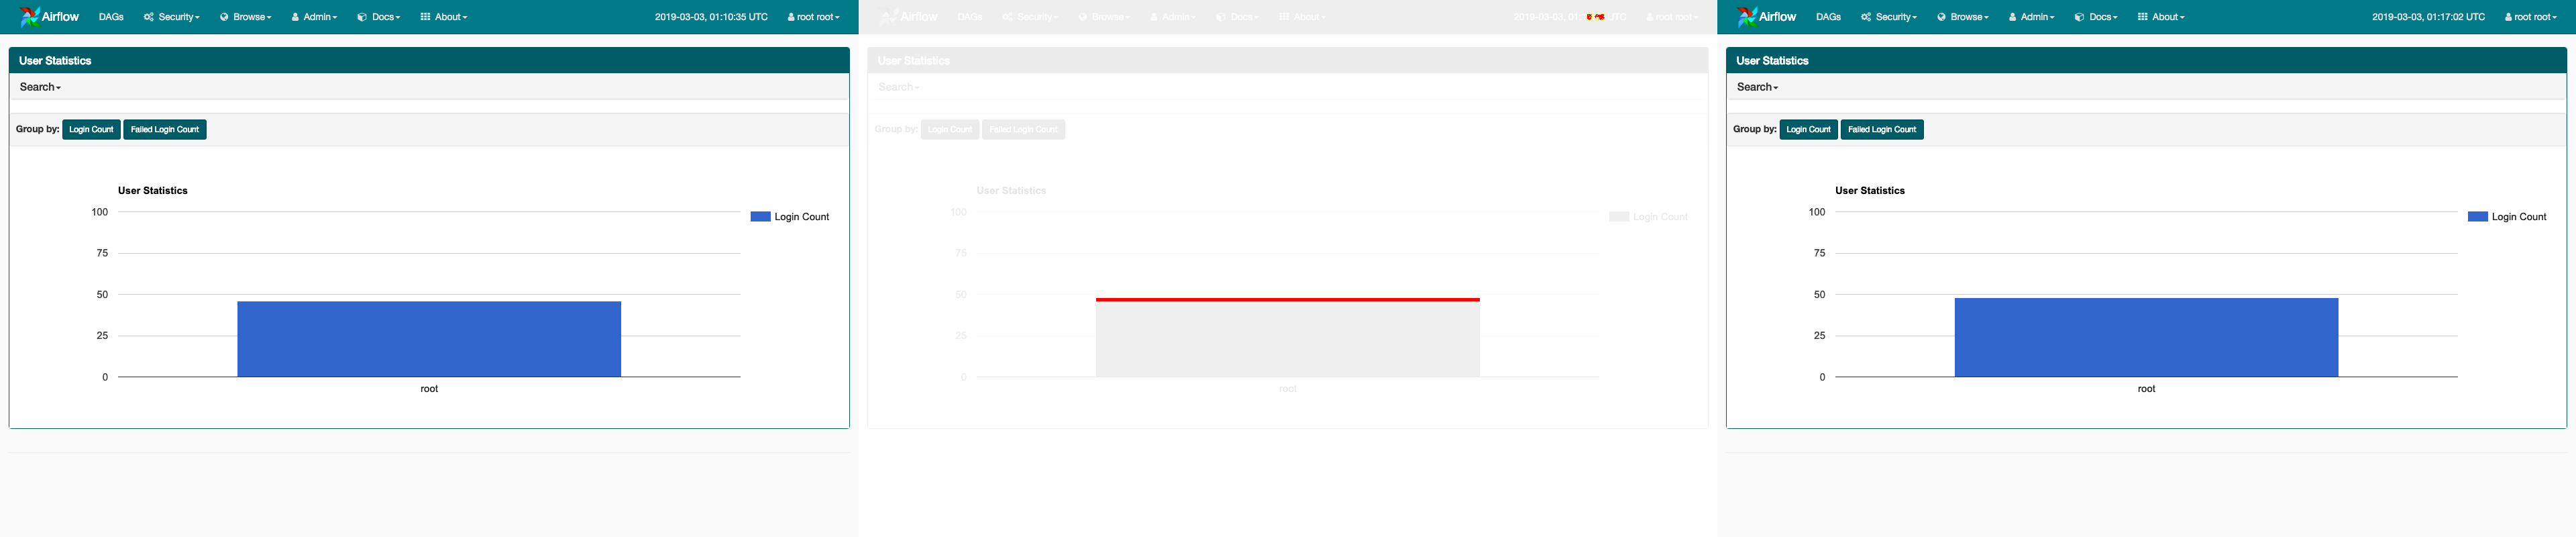 Airflow DAGs Security Browse Admin Docs About 2019-03-03, 01:10:35 UTC root root
User Statistics
Search
Group by: Login Count Failed Login Count
User Statistics
100
75
50
25
0
root
Login Count
Airflow DAGs Security Browse Admin Docs About 2019-03-03, 01: UTC root root
User Statistics
Search
Group by: Login Count Failed Login Count
User Statistics
100
75
50
25
0
root
Login Count
Airflow DAGs Security Browse Admin Docs About 2019-03-03, 01:17:02 UTC root root
User Statistics
Search
Group by: Login Count Failed Login Count
User Statistics
100
75
50
25
0
root
Login Count